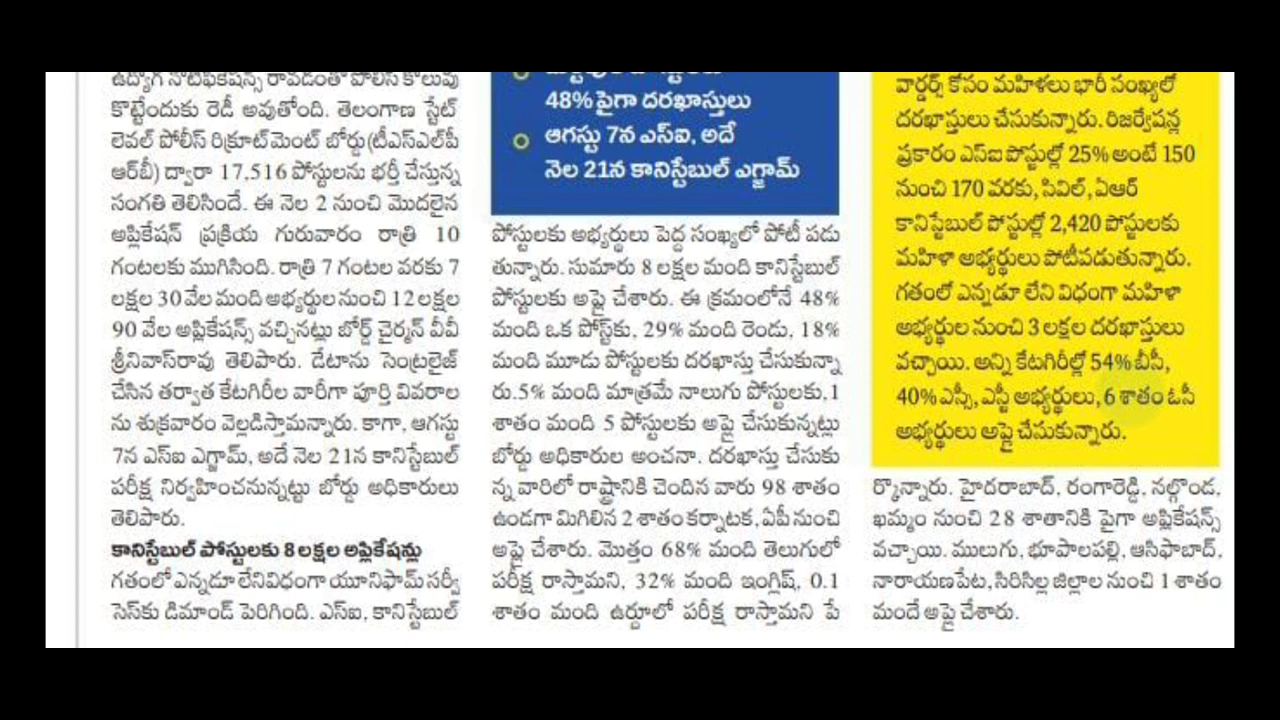 ఉద్యోగ నోటిఫికేషన్స్ రావడంతో పోలీస్ కొలువు
కొట్టేందుకు రెడీ అవుతోంది. తెలంగాణ స్టేట్
లెవల్ పోలీస్ రిక్రూట్‌మెంట్ బోర్డు(టీఎస్‌ఎల్‌పీ
ఆర్‌బీ) ద్వారా 17,516 పోస్టులను భర్తీ చేస్తున్న
సంగతి తెలిసిందే. ఈ నెల 2 నుంచి మొదలైన
అప్లికేషన్ ప్రక్రియ గురువారం రాత్రి 10
గంటలకు ముగిసింది. రాత్రి 7 గంటల వరకు 7
లక్షల 30 వేల మంది అభ్యర్థుల నుంచి 12 లక్షల
90 వేల అప్లికేషన్స్ వచ్చినట్లు బోర్డ్ చైర్మన్ వీవీ
శ్రీనివాస్‌రావు తెలిపారు. డేటాను సెంట్రలైజ్
చేసిన తర్వాత కేటగిరీల వారీగా పూర్తి వివరాల
ను శుక్రవారం వెల్లడిస్తామన్నారు. కాగా, ఆగస్టు
7న ఎస్ఐ ఎగ్జామ్, అదే నెల 21న కానిస్టేబుల్
పరీక్ష నిర్వహించనున్నట్టు బోర్డు అధికారులు
తెలిపారు.
కానిస్టేబుల్ పోస్టులకు 8 లక్షల అప్లికేషన్లు
గతంలో ఎన్నడూ లేనివిధంగా యూనిఫామ్ సర్వీ
సెస్‌కు డిమాండ్ పెరిగింది. ఎస్ఐ, కానిస్టేబుల్
48% పైగా దరఖాస్తులు
ఆగస్టు 7న ఎస్ఐ, అదే
నెల 21న కానిస్టేబుల్ ఎగ్జామ్
పోస్టులకు అభ్యర్థులు పెద్ద సంఖ్యలో పోటీ పడు
తున్నారు. సుమారు 8 లక్షల మంది కానిస్టేబుల్
పోస్టులకు అప్లై చేశారు. ఈ క్రమంలోనే 48%
మంది ఒక పోస్ట్‌కు, 29% మంది రెండు, 18%
మంది మూడు పోస్టులకు దరఖాస్తు చేసుకున్నా
రు.5% మంది మాత్రమే నాలుగు పోస్టులకు,1
శాతం మంది 5 పోస్టులకు అప్లై చేసుకున్నట్లు
బోర్డు అధికారుల అంచనా. దరఖాస్తు చేసుకు
న్న వారిలో రాష్ట్రానికి చెందిన వారు 98 శాతం
ఉండగా మిగిలిన 2 శాతం కర్నాటక, ఏపీ నుంచి
అప్లై చేశారు. మొత్తం 68% మంది తెలుగులో
పరీక్ష రాస్తామని, 32% మంది ఇంగ్లిష్, 0.1
శాతం మంది ఉర్దూలో పరీక్ష రాస్తామని పే
వార్డర్స్ కోసం మహిళలు భారీ సంఖ్యలో
దరఖాస్తులు చేసుకున్నారు. రిజర్వేషన్ల
ప్రకారం ఎస్ఐ పోస్టుల్లో 25% అంటే 150
నుంచి 170 వరకు, సివిల్, ఏఆర్
కానిస్టేబుల్ పోస్టుల్లో 2,420 పోస్టులకు
మహిళా అభ్యర్థులు పోటీపడుతున్నారు.
గతంలో ఎన్నడూ లేని విధంగా మహిళా
అభ్యర్థుల నుంచి 3 లక్షల దరఖాస్తులు
వచ్చాయి. అన్ని కేటగిరీల్లో 54% బీసీ,
40% ఎస్సీ, ఎస్టీ అభ్యర్థులు, 6 శాతం ఓసీ
అభ్యర్థులు అప్లై చేసుకున్నారు.
ర్కొన్నారు. హైదరాబాద్, రంగారెడ్డి, నల్గొండ,
ఖమ్మం నుంచి 28 శాతానికి పైగా అప్లికేషన్స్
వచ్చాయి. ములుగు, భూపాలపల్లి, ఆసిఫాబాద్,
నారాయణపేట, సిరిసిల్ల జిల్లాల నుంచి 1 శాతం
మందే అప్లై చేశారు.